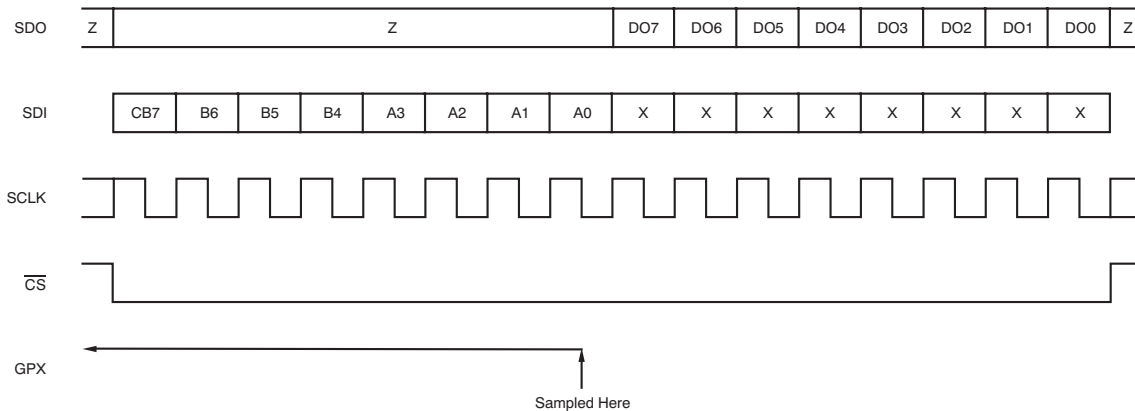 SDO Z Z DO7 DO6 DO5 DO4 DO3 DO2 DO1 DO0 Z
SDI CB7 B6 B5 B4 A3 A2 A1 A0 X X X X X X X X
SCLK
CS
GPX
Sampled Here